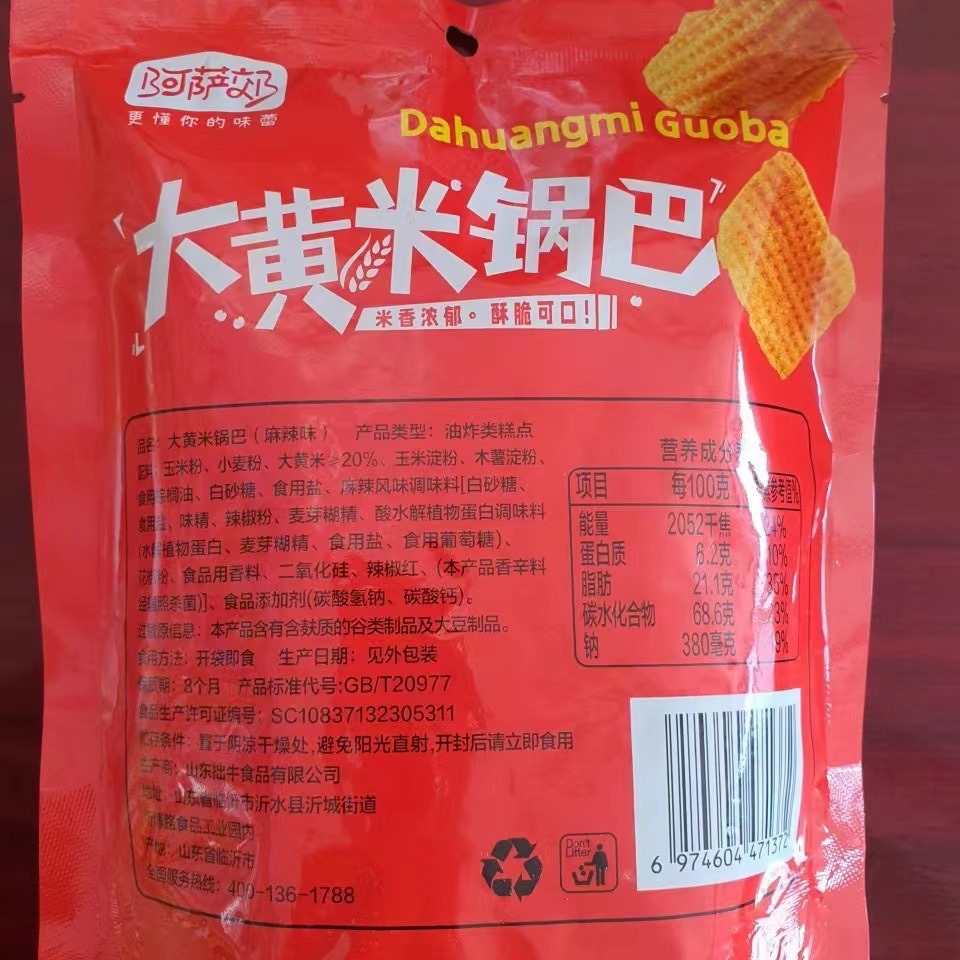 阿萨郊
更懂你的味蕾
Dahuangmi Guoba
大黄米锅巴
米香浓郁。酥脆可口!
品名: 大黄米锅巴(麻辣味) 产品类型: 油炸类糕点
配料: 玉米粉、小麦粉、大黄米≥20%、玉米淀粉、木薯淀粉、
食用棕榈油、白砂糖、食用盐、麻辣风味调味料[白砂糖、
食用盐, 味精、辣椒粉、麦芽糊精、酸水解植物蛋白调味料
(水解植物蛋白、麦芽糊精、食用盐、食用葡萄糖)、
花椒粉、食品用香料、二氧化硅、辣椒红、(本产品香辛料
经辐照杀菌)]、食品添加剂(碳酸氢钠、碳酸钙)。
过敏原信息: 本产品含有含麸质的谷类制品及大豆制品。
食用方法: 开袋即食 生产日期: 见外包装
保质期: 8个月 产品标准代号:GB/T20977
食品生产许可证编号: SC10837132305311
贮存条件: 置于阴凉干燥处,避免阳光直射,开封后请立即食用
生产商: 山东拙牛食品有限公司
地址: 山东省临沂市沂水县沂城街道
沂博路食品工业园内
产地: 山东省临沂市
全国服务热线: 400-136-1788
营养成分
项目 每100克 参考值%
能量 2052千焦 24%
蛋白质 6.2克 10%
脂肪 21.1克 35%
碳水化合物 68.6克 23%
钠 380毫克 19%
Don't
Litter
6 974604 471372